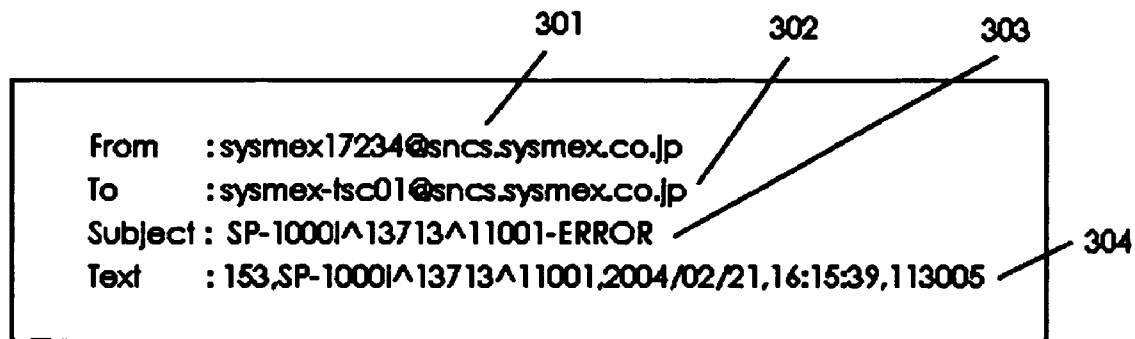 301
302
303
From : sysmex17234@sncs.sysmex.co.jp
To : sysmex-tsc01@sncs.sysmex.co.jp
Subject : SP-1000i^13713^11001-ERROR
304
Text : 153,SP-1000i^13713^11001,2004/02/21,16:15:39,113005